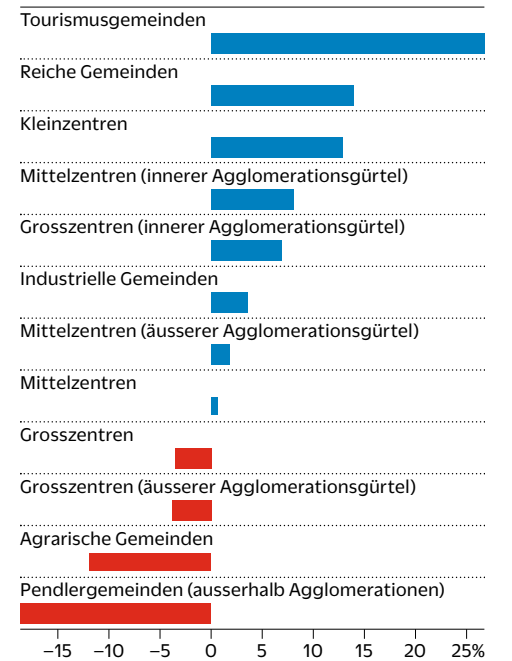 Tourismusgemeinden
Reiche Gemeinden
Kleinzentren
Mittelzentren (innerer Agglomerationsgürtel)
Grosszentren (innerer Agglomerationsgürtel)
Industrielle Gemeinden
Mittelzentren (äusserer Agglomerationsgürtel)
Mittelzentren
Grosszentren
Grosszentren (äusserer Agglomerationsgürtel)
Agrarische Gemeinden
Pendlergemeinden (ausserhalb Agglomerationen)
–15 –10 –5 0 5 10 15 20 25%